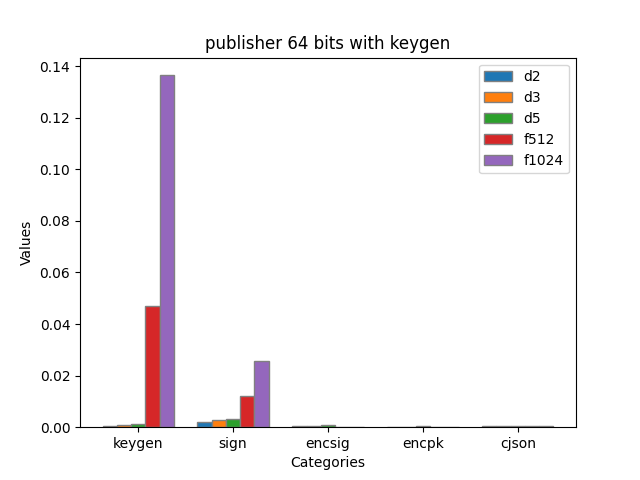 publisher 64 bits with keygen
0.14
0.12
0.10
0.08
0.06
0.04
0.02
0.00
Values
d2
d3
d5
f512
f1024
keygen sign encsig encpk cjson
Categories